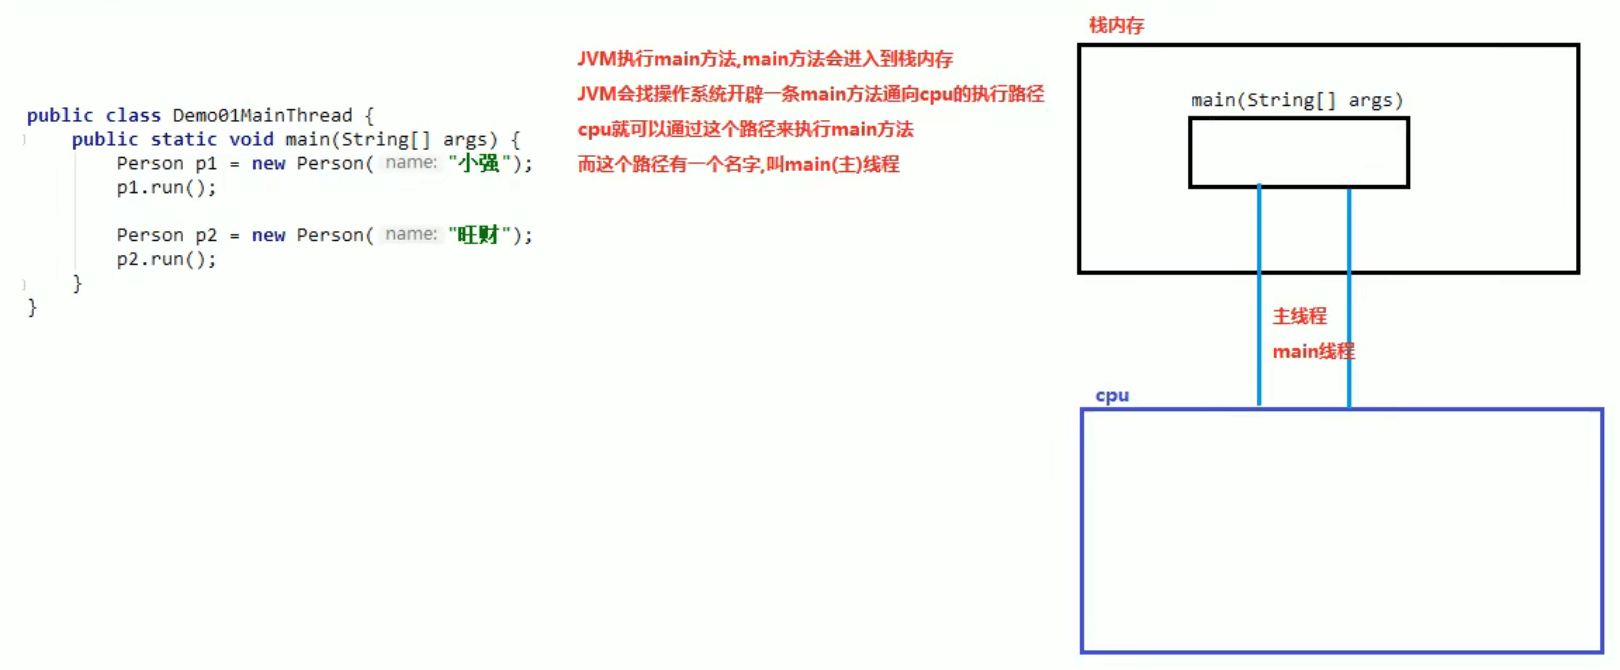 public class Demo01MainThread {
public static void main(String[] args) {
Person p1 = new Person( name: "小强");
p1.run();
Person p2 = new Person( name: "旺财");
p2.run();
}
}
JVM执行main方法,main方法会进入到栈内存
JVM会找操作系统开辟一条main方法通向cpu的执行路径
cpu就可以通过这个路径来执行main方法
而这个路径有一个名字,叫main(主)线程
栈内存
main(String[] args)
主线程
main线程
cpu